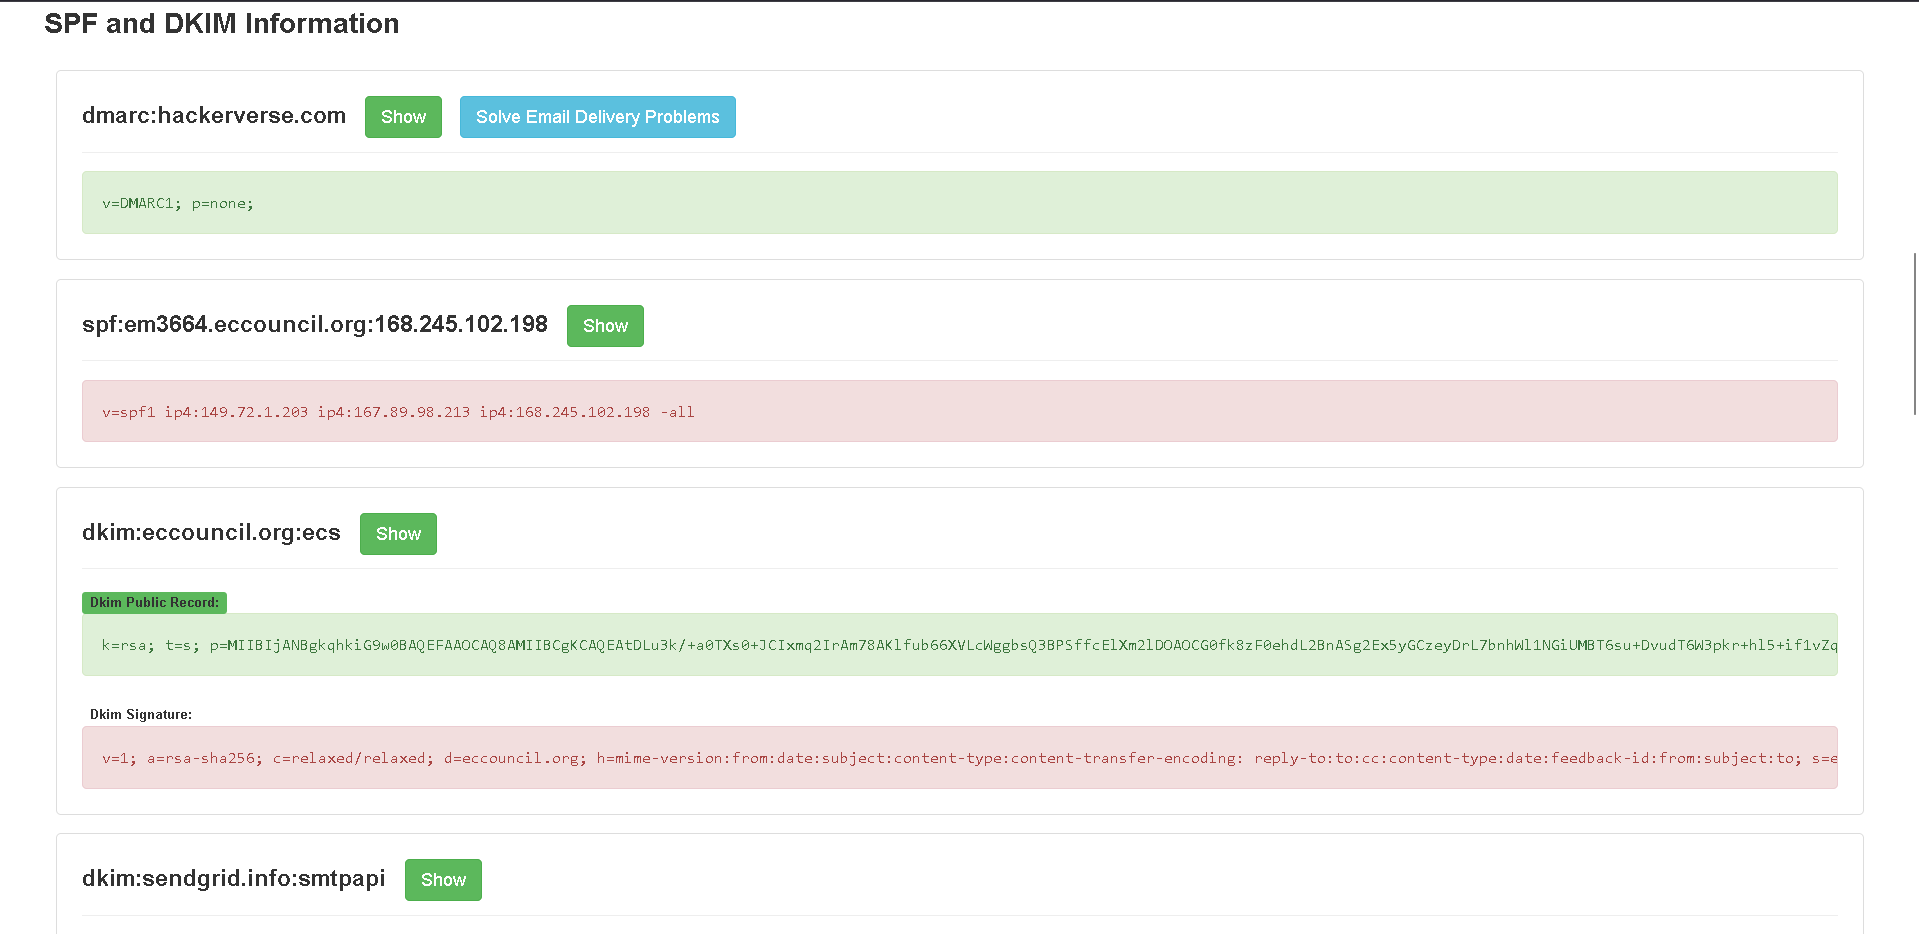 SPF and DKIM Information
dmarc:hackerverse.com Show Solve Email Delivery Problems
v=DMARC1; p=none;
spf:em3664.eccouncil.org:168.245.102.198 Show
v=spf1 ip4:149.72.1.203 ip4:167.89.98.213 ip4:168.245.102.198 -all
dkim:eccouncil.org:ecs Show
Dkim Public Record:
k=rsa; t=s; p=MIIBIjANBgkqhkiG9w0BAQEFAAOCAQ8AMIIBCgKCAQEAtDLu3k/+a0TXs0+JCIxmq2IrAm78AKlfub66XVLcWggbsQ3BPSffcElXm2lDOAOCG0fk8zF0ehdL2BnASg2Ex5yGCzeyDrL7bnhWl1NGiUMBT6su+DvudT6W3pkr+hl5+if1vZq
Dkim Signature:
v=1; a=rsa-sha256; c=relaxed/relaxed; d=eccouncil.org; h=mime-version:from:date:subject:content-type:content-transfer-encoding: reply-to:to:cc:content-type:date:feedback-id:from:subject:to; s=e
dkim:sendgrid.info:smtpapi Show